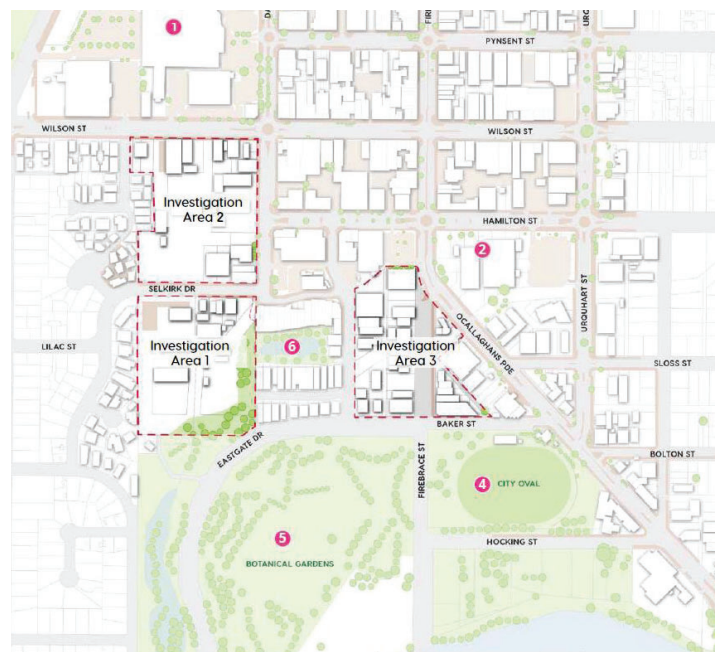 1
PYNSENT ST
WILSON ST
WILSON ST
Investigation
Area 2
HAMILTON ST
2
SELKIRK DR
URQUHART ST
OCALLAGHANS PDE
LILAC ST
Investigation
Area 1
6
Investigation
Area 3
SLOSS ST
BAKER ST
EASTGATE DR
FIREBRACE ST
BOLTON ST
4
CITY OVAL
5
HOCKING ST
BOTANICAL GARDENS